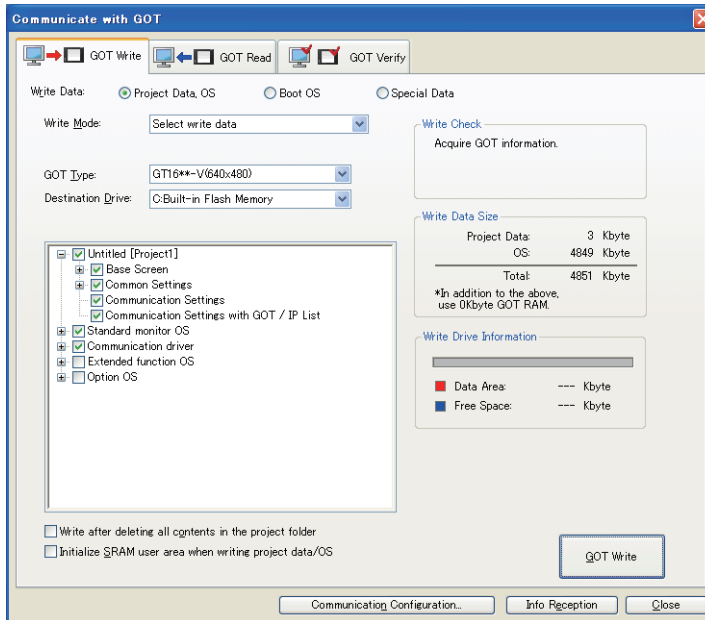 Communicate with GOT
GOT Write GOT Read GOT Verify
Write Data: Project Data, OS Boot OS Special Data
Write Mode: Select write data
Write Check
Acquire GOT information.
GOT Type: GT16**-V(640x480)
Destination Drive: C:Built-in Flash Memory
Write Data Size
Project Data: 3 Kbyte
OS: 4849 Kbyte
Total: 4851 Kbyte
*In addition to the above,
use 0Kbyte GOT RAM.
Untitled [Project1]
Base Screen
Common Settings
Communication Settings
Communication Settings with GOT / IP List
Standard monitor OS
Communication driver
Extended function OS
Option OS
Write Drive Information
Data Area: --- Kbyte
Free Space: --- Kbyte
Write after deleting all contents in the project folder
Initialize SRAM user area when writing project data/OS
GOT Write
Communication Configuration... Info Reception Close